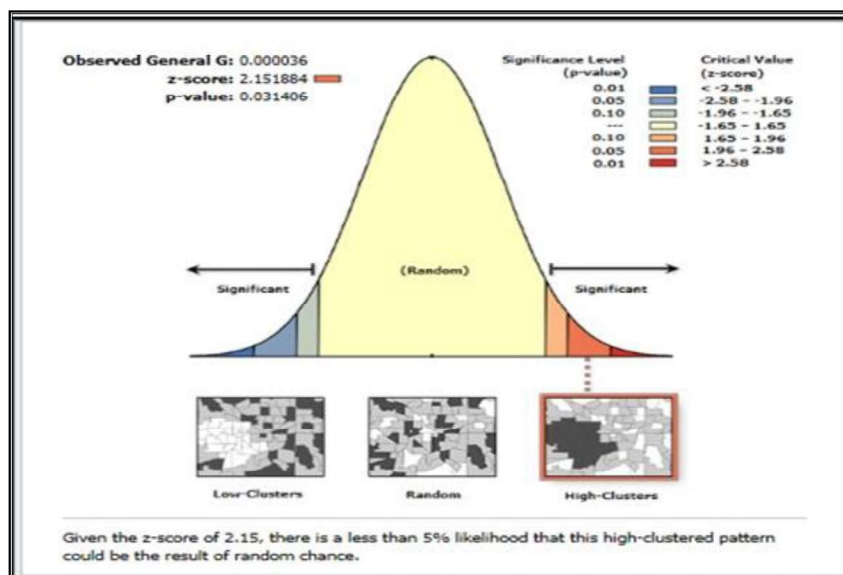 Observed General G: 0.000036
z-score: 2.151884
p-value: 0.031406
Significance Level
(p-value)
0.01
0.05
0.10
---
0.10
0.05
0.01
Critical Value
(z-score)
< -2.58
-2.58 – -1.96
-1.96 – -1.65
-1.65 – 1.65
1.65 – 1.96
1.96 – 2.58
> 2.58
(Random)
Significant
Significant
Low-Clusters
Random
High-Clusters
Given the z-score of 2.15, there is a less than 5% likelihood that this high-clustered pattern
could be the result of random chance.